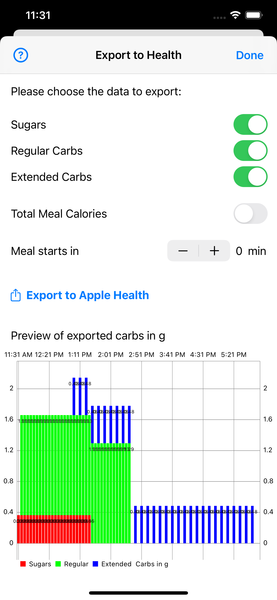 11:31
?
Export to Health
Done
Please choose the data to export:
Sugars
Regular Carbs
Extended Carbs
Total Meal Calories
Meal starts in
0 min
Export to Apple Health
Preview of exported carbs in g
11:31 AM 12:21 PM 1:11 PM 2:01 PM 2:51 PM 3:41 PM 4:31 PM 5:21 PM
2 2
1.6 1.6
1.2 1.2
0.8 0.8
0.4 0.4
0 0
Sugars Regular Extended Carbs in g